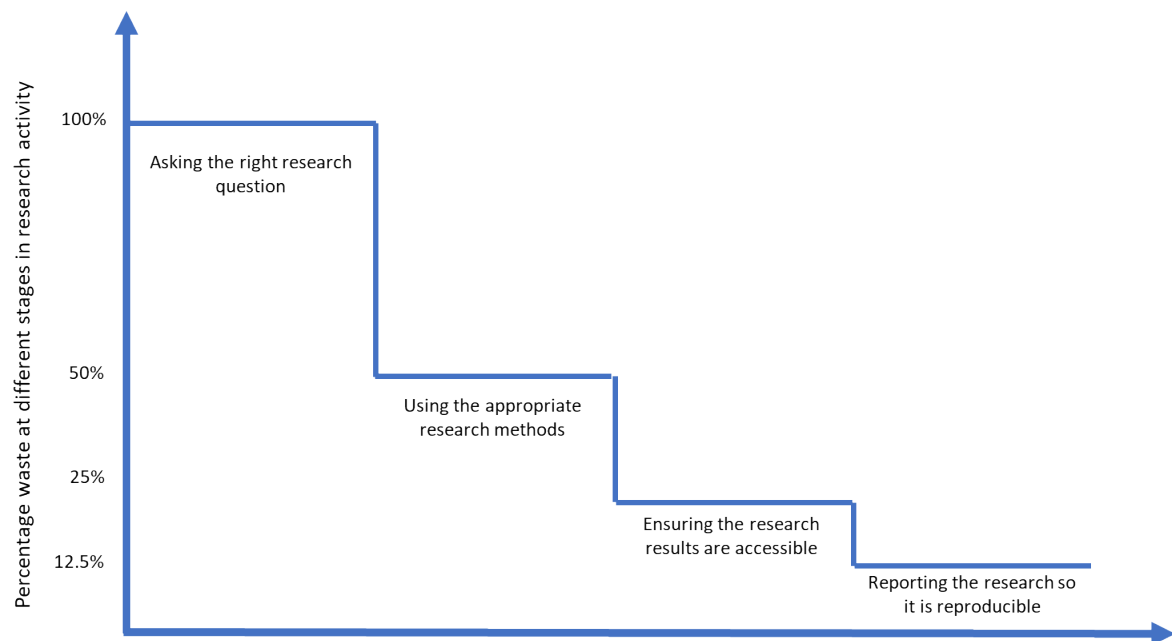 Percentage waste at different stages in research activity
100%
Asking the right research
question
50%
Using the appropriate
research methods
25%
Ensuring the research
results are accessible
12.5%
Reporting the research so
it is reproducible